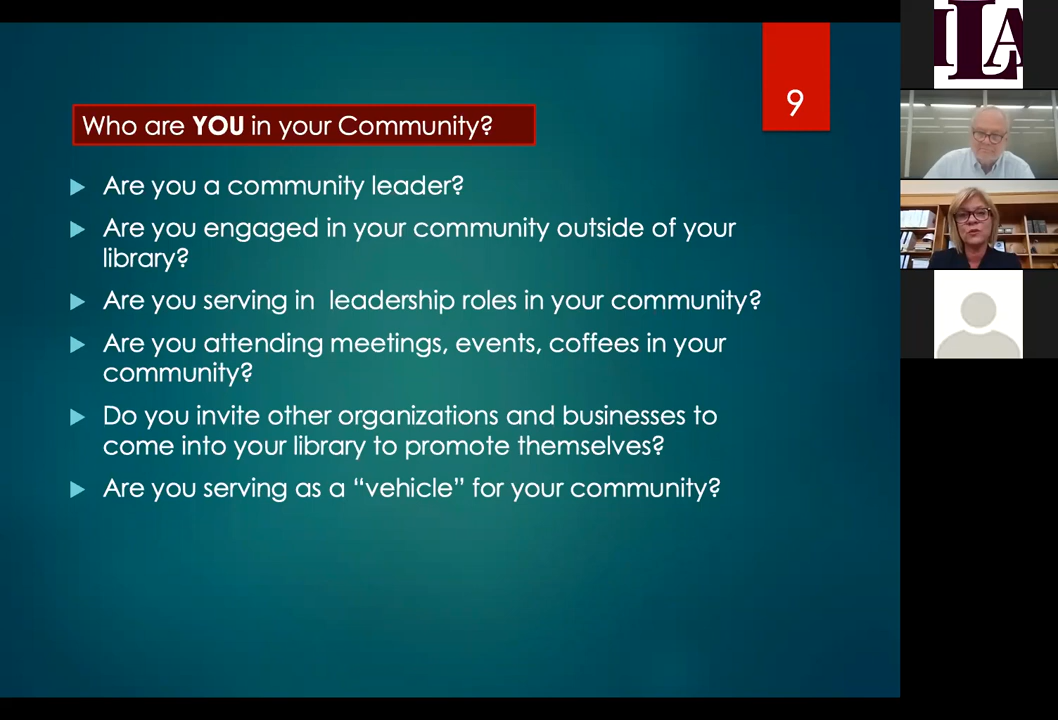 9
Who are YOU in your Community?
Are you a community leader?
Are you engaged in your community outside of your
library?
Are you serving in  leadership roles in your community?
Are you attending meetings, events, coffees in your
community?
Do you invite other organizations and businesses to
come into your library to promote themselves?
Are you serving as a “vehicle” for your community?
ILA